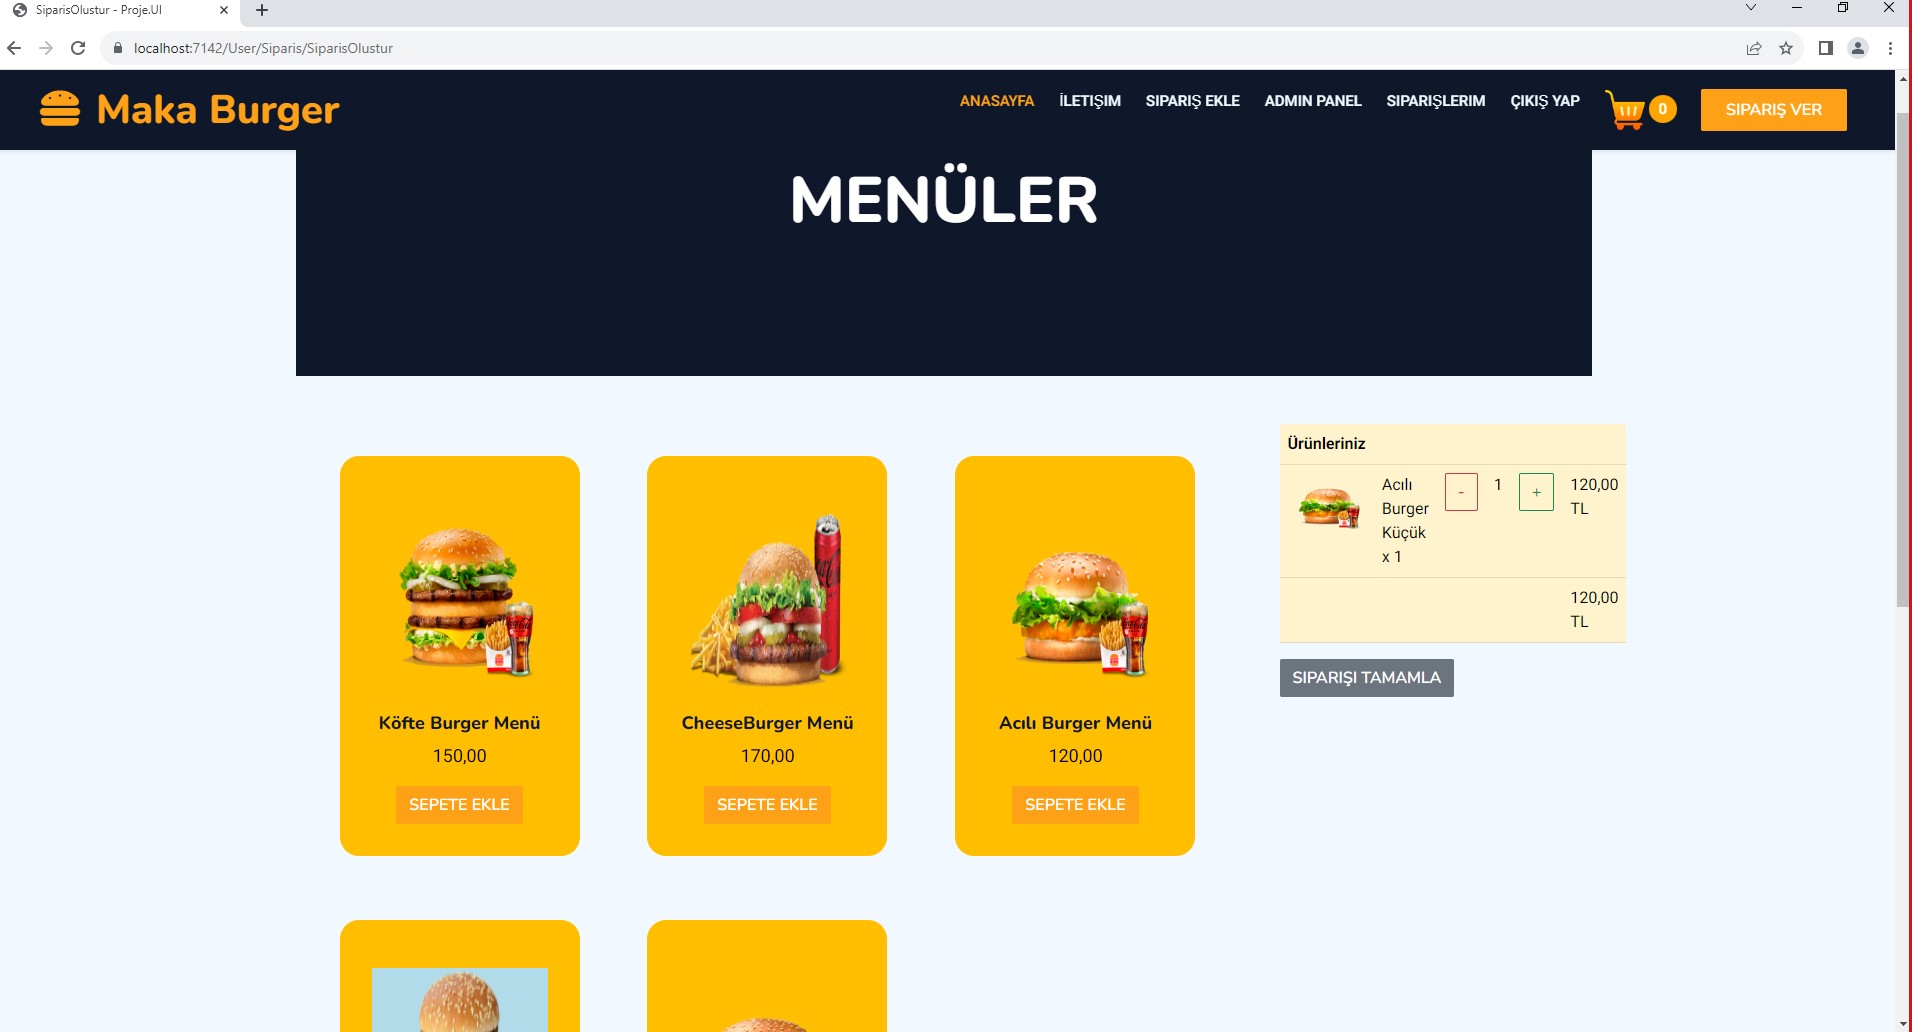 SiparisOlustur - Proje.UI
localhost:7142/User/Siparis/SiparisOlustur
Maka Burger
ANASAYFA
İLETIŞIM
SIPARIŞ EKLE
ADMIN PANEL
SIPARIŞLERIM
ÇIKIŞ YAP
0
SIPARIŞ VER
MENÜLER
Köfte Burger Menü
150,00
SEPETE EKLE
CheeseBurger Menü
170,00
SEPETE EKLE
Acılı Burger Menü
120,00
SEPETE EKLE
Ürünleriniz
Acılı
Burger
Küçük
x 1
-
1
+
120,00
TL
120,00
TL
SIPARIŞI TAMAMLA